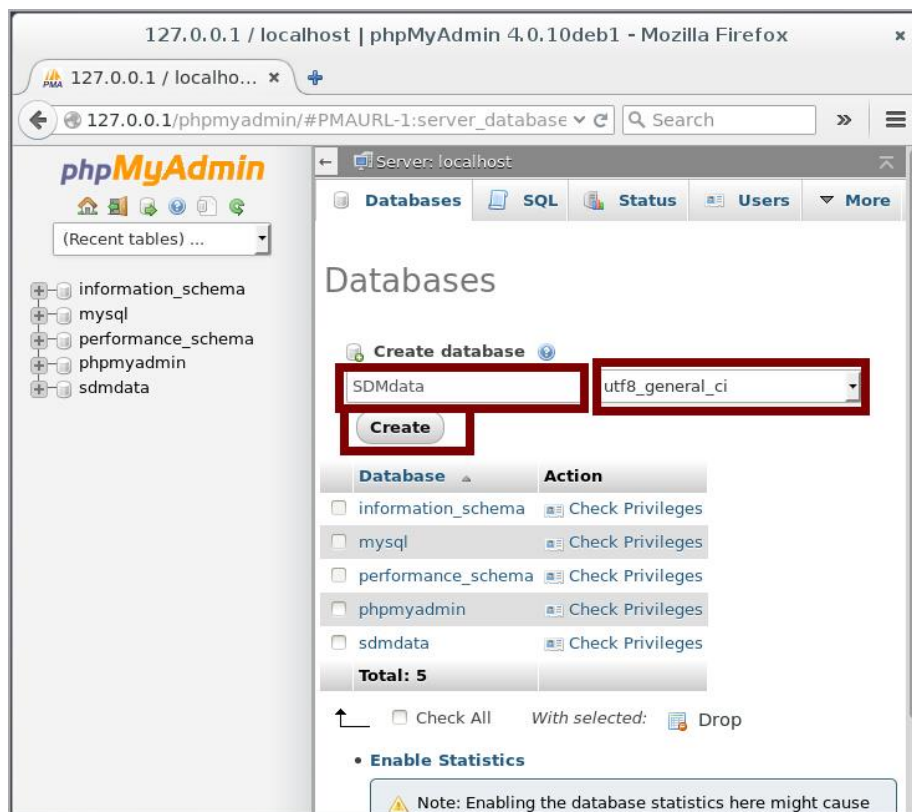 127.0.0.1 / localhost | phpMyAdmin 4.0.10deb1 - Mozilla Firefox
PMA 127.0.0.1 / localho...
127.0.0.1/phpmyadmin/#PMAURL-1:server_database Search
phpMyAdmin
(Recent tables) ...
information_schema
mysql
performance_schema
phpmyadmin
sdmdata
Server: localhost
Databases SQL Status Users More
Databases
Create database
SDMdata utf8_general_ci
Create
Database Action
information_schema Check Privileges
mysql Check Privileges
performance_schema Check Privileges
phpmyadmin Check Privileges
sdmdata Check Privileges
Total: 5
Check All With selected: Drop
• Enable Statistics
Note: Enabling the database statistics here might cause